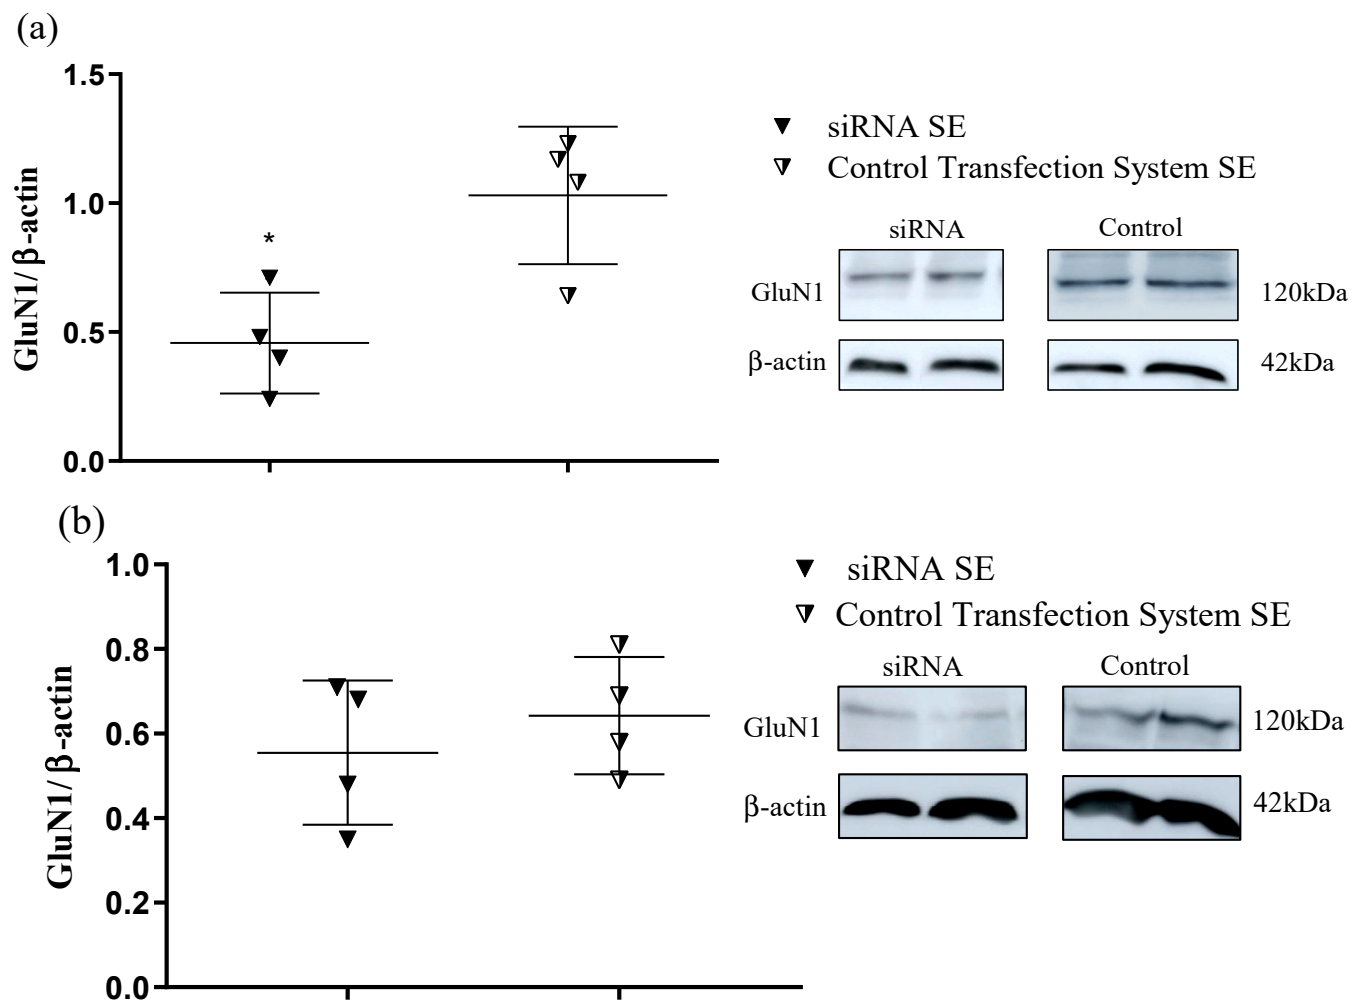 (a)
1.5
1.0
0.5
0.0
GluN1/ β-actin
*
siRNA SE
Control Transfection System SE
siRNA
Control
GluN1
120kDa
β-actin
42kDa
(b)
1.0
0.8
0.6
0.4
0.2
0.0
GluN1/ β-actin
siRNA SE
Control Transfection System SE
siRNA
Control
GluN1
120kDa
β-actin
42kDa